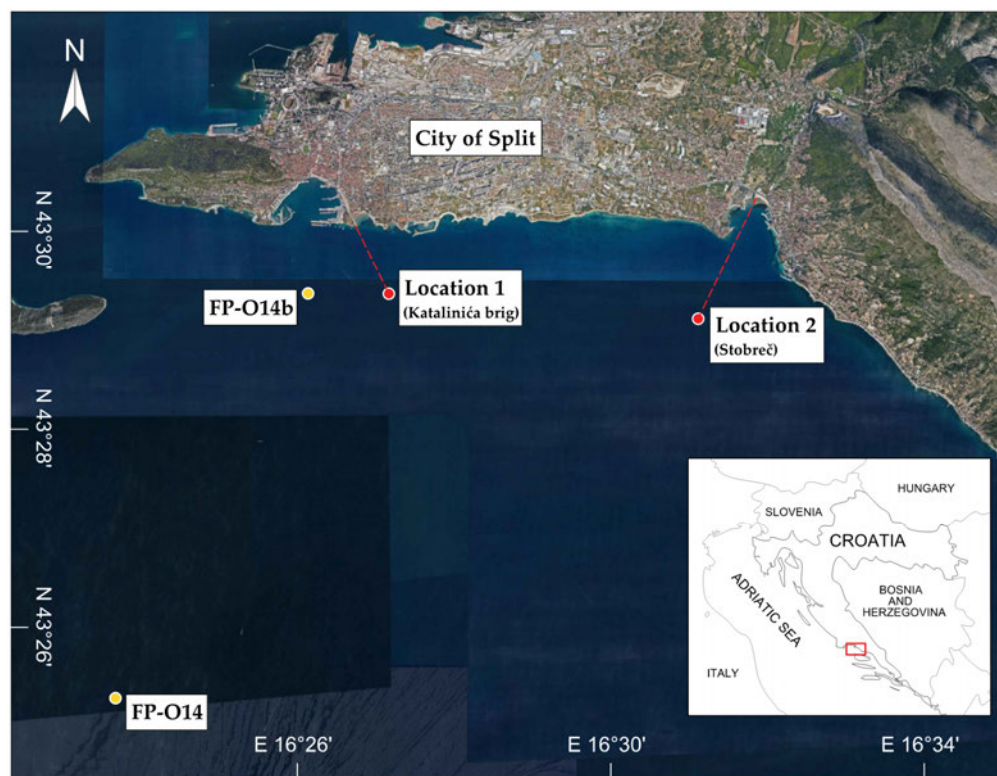 N
City of Split
N 43°30'
FP-O14b
Location 1
(Katalinića brig)
Location 2
(Stobreč)
N 43°28'
N 43°26'
FP-O14
E 16°26'
E 16°30'
E 16°34'
HUNGARY
SLOVENIA
CROATIA
BOSNIA
AND
HERZEGOVINA
ADRIATIC SEA
ITALY